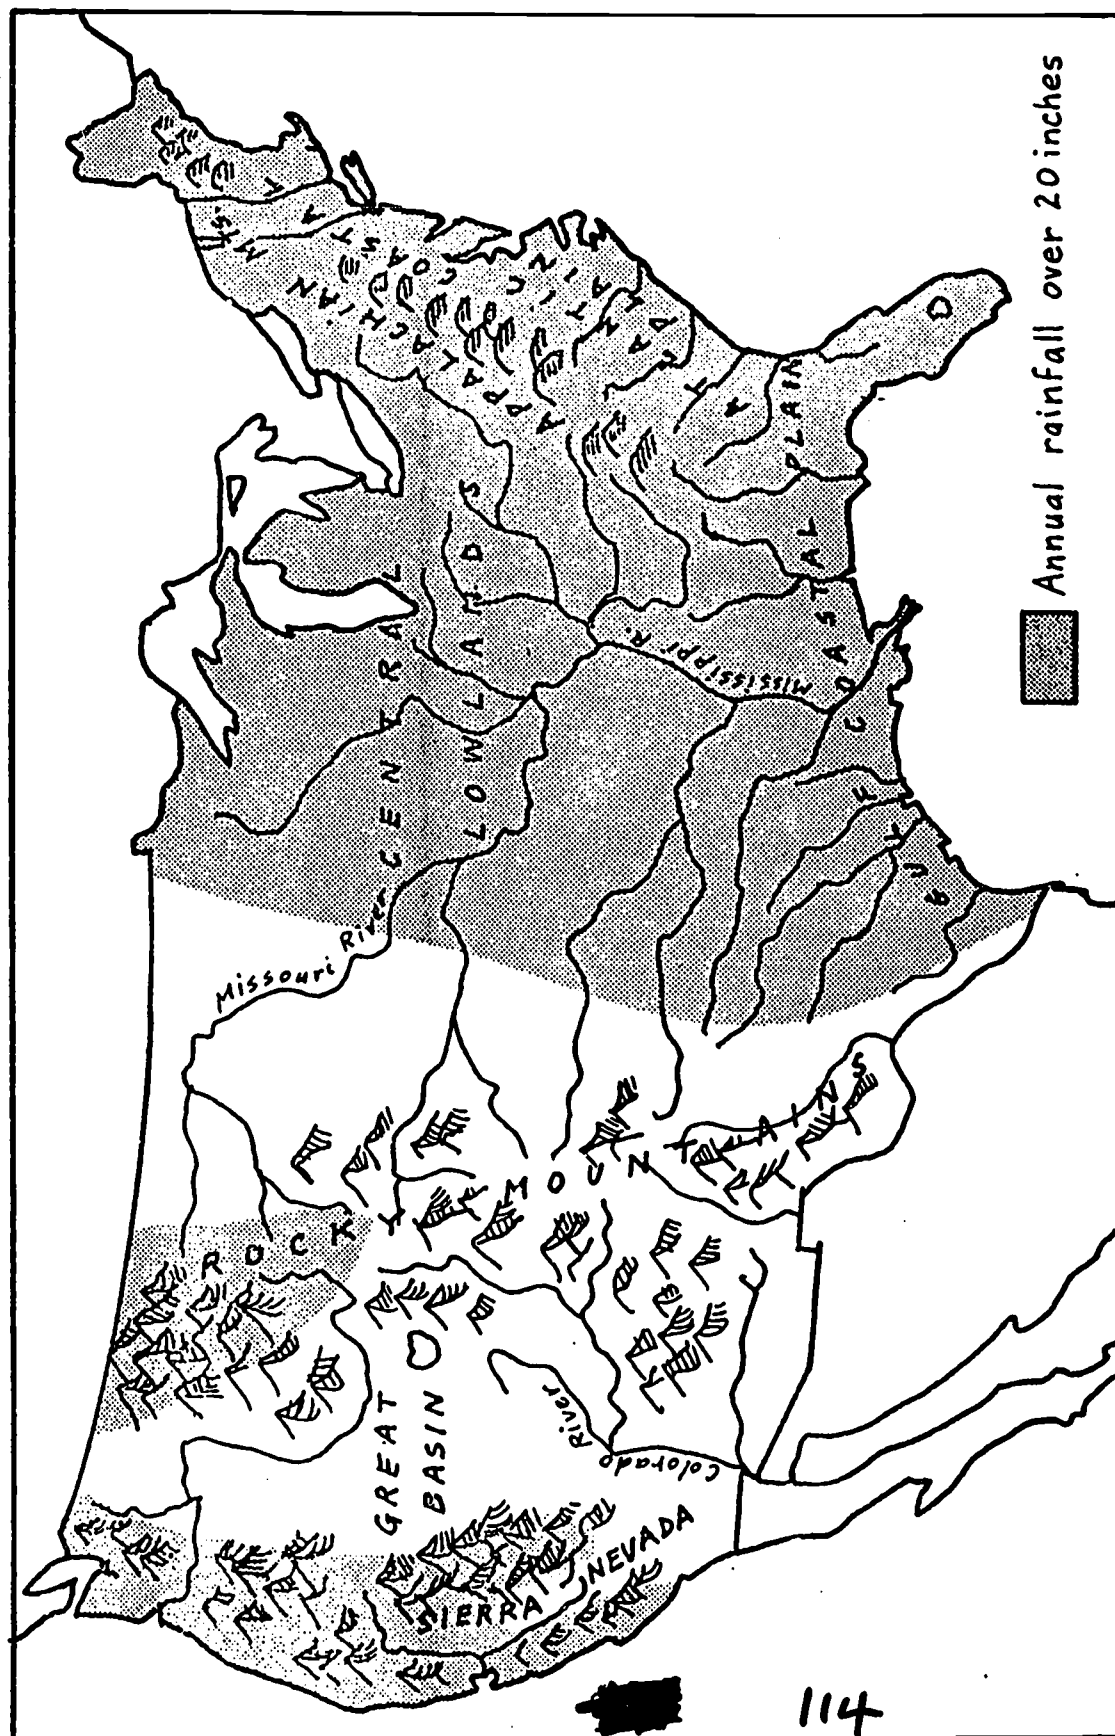 Annual rainfall over 20 inches
APPALACHIAN MTS.
ATLANTIC COAST
PLAIN
CENTRAL
LOWLANDS
Mississippi R.
GULF COASTAL PLAIN
Missouri River
ROCKY MOUNTAINS
GREAT
BASIN
Colorado River
SIERRA NEVADA
114